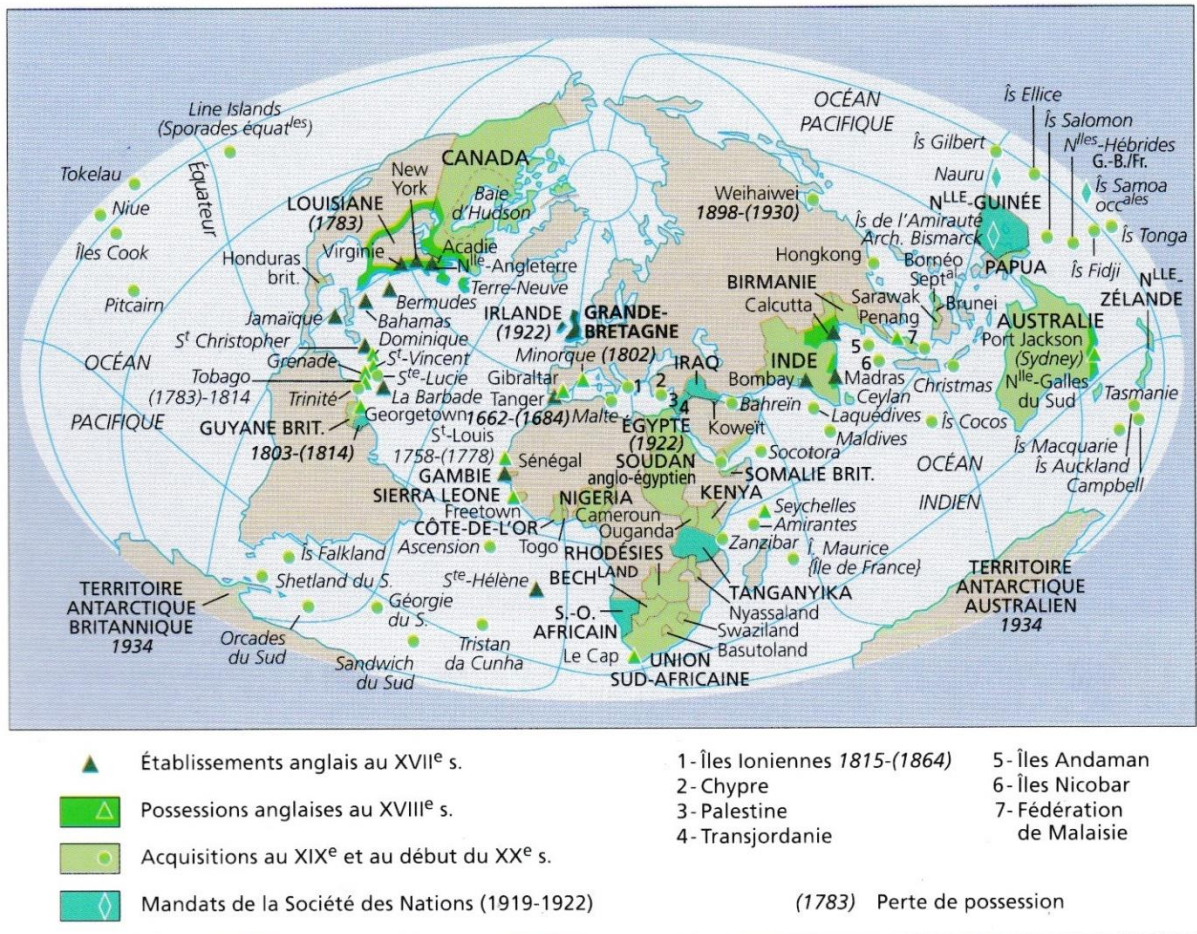 Line Islands
(Sporades équat^les)
Tokelau
Niue
Îles Cook
Pitcairn
Équateur
OCÉAN
PACIFIQUE
CANADA
New
York
LOUISIANE
(1783)
Baie
d'Hudson
Virginie
Acadie
N^lle-Angleterre
Terre-Neuve
Honduras
brit.
Bermudes
Jamaïque
Bahamas
Dominique
S^t Christopher
S^t-Vincent
Grenade
S^te-Lucie
Tobago
(1783)-1814
La Barbade
Trinité
Georgetown
GUYANE BRIT.
1803-(1814)
IRLANDE
(1922)
GRANDE-
BRETAGNE
Minorque (1802)
Gibraltar
Tanger
1662-(1684)
Malte
1
2
3
4
IRAQ
Bahreïn
Koweït
ÉGYPTE
(1922)
S^t-Louis
1758-(1778)
Sénégal
GAMBIE
SIERRA LEONE
Freetown
CÔTE-DE-L'OR
Togo
NIGERIA
Cameroun
SOUDAN
anglo-égyptien
SOMALIE BRIT.
Socotora
KENYA
Ouganda
Seychelles
Amirantes
Zanzibar
Î. Maurice
{Île de France}
Ascension
S^te-Hélène
RHODÉSIES
BECH^LAND
TANGANYIKA
Nyassaland
Swaziland
Basutoland
S.-O.
AFRICAIN
Le Cap
UNION
SUD-AFRICAINE
Îs Falkland
Shetland du S.
Géorgie
du S.
Orcades
du Sud
Sandwich
du Sud
Tristan
da Cunha
TERRITOIRE
ANTARCTIQUE
BRITANNIQUE
1934
OCÉAN
PACIFIQUE
Îs Ellice
Îs Salomon
N^lles-Hébrides
G.-B./Fr.
Îs Gilbert
Nauru
Îs Samoa
occ^ales
N^LLE-GUINÉE
Îs de l'Amirauté
Arch. Bismarck
Îs Tonga
Îs Fidji
PAPUA
Weihaiwei
1898-(1930)
Hongkong
Bornéo
Sept^al
BIRMANIE
Sarawak
Brunei
Calcutta
Penang
5
6
7
INDE
Bombay
Madras
Ceylan
Christmas
Laquédives
Maldives
Îs Cocos
N^LLE-
ZÉLANDE
AUSTRALIE
Port Jackson
(Sydney)
N^lle-Galles
du Sud
Tasmanie
Îs Macquarie
Îs Auckland
Campbell
OCÉAN
INDIEN
TERRITOIRE
ANTARCTIQUE
AUSTRALIEN
1934
Établissements anglais au XVII^e s.
Possessions anglaises au XVIII^e s.
Acquisitions au XIX^e et au début du XX^e s.
Mandats de la Société des Nations (1919-1922)
1- Îles Ioniennes 1815-(1864)
2- Chypre
3- Palestine
4- Transjordanie
5- Îles Andaman
6- Îles Nicobar
7- Fédération
de Malaisie
(1783) Perte de possession